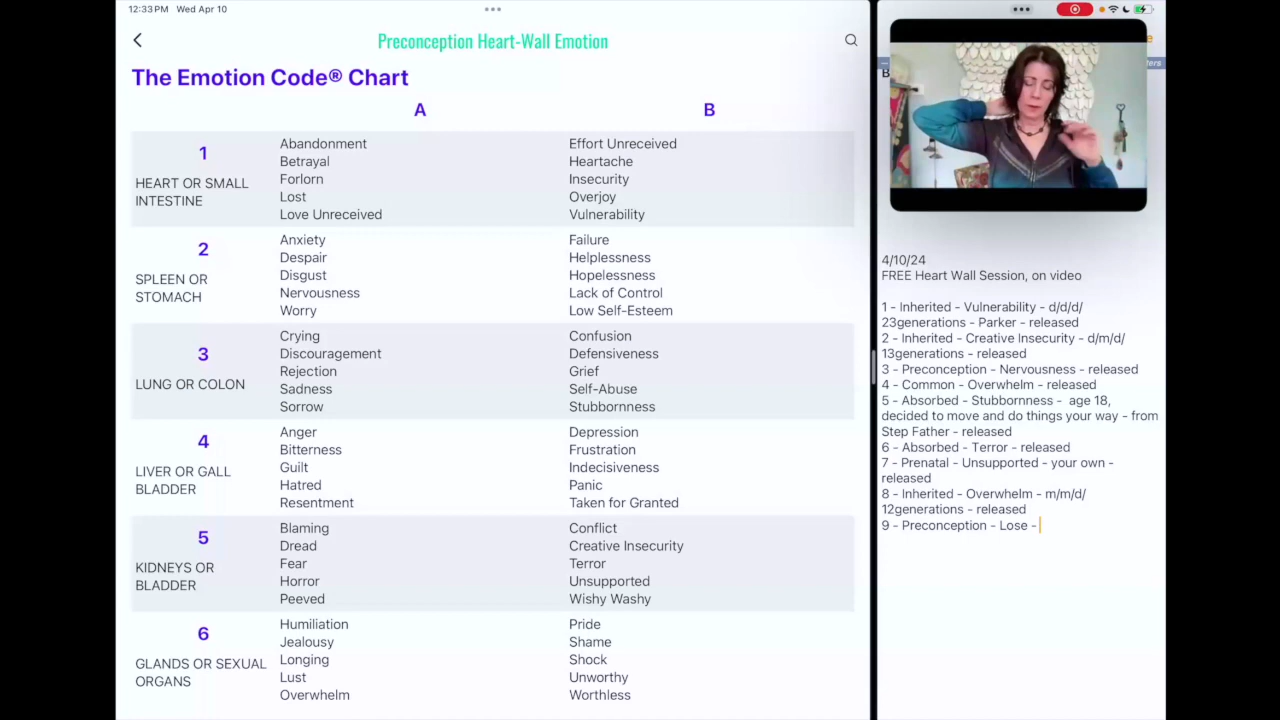 12:33 PM Wed Apr 10
Preconception Heart-Wall Emotion
The Emotion Code® Chart
A B
1
HEART OR SMALL
INTESTINE
Abandonment
Betrayal
Forlorn
Lost
Love Unreceived
Effort Unreceived
Heartache
Insecurity
Overjoy
Vulnerability
2
SPLEEN OR
STOMACH
Anxiety
Despair
Disgust
Nervousness
Worry
Failure
Helplessness
Hopelessness
Lack of Control
Low Self-Esteem
3
LUNG OR COLON
Crying
Discouragement
Rejection
Sadness
Sorrow
Confusion
Defensiveness
Grief
Self-Abuse
Stubbornness
4
LIVER OR GALL
BLADDER
Anger
Bitterness
Guilt
Hatred
Resentment
Depression
Frustration
Indecisiveness
Panic
Taken for Granted
5
KIDNEYS OR
BLADDER
Blaming
Dread
Fear
Horror
Peeved
Conflict
Creative Insecurity
Terror
Unsupported
Wishy Washy
6
GLANDS OR SEXUAL
ORGANS
Humiliation
Jealousy
Longing
Lust
Overwhelm
Pride
Shame
Shock
Unworthy
Worthless
4/10/24
FREE Heart Wall Session, on video
1 - Inherited - Vulnerability - d/d/d/
23generations - Parker - released
2 - Inherited - Creative Insecurity - d/m/d/
13generations - released
3 - Preconception - Nervousness - released
4 - Common - Overwhelm - released
5 - Absorbed - Stubbornness - age 18,
decided to move and do things your way - from
Step Father - released
6 - Absorbed - Terror - released
7 - Prenatal - Unsupported - your own -
released
8 - Inherited - Overwhelm - m/m/d/
12generations - released
9 - Preconception - Lose -